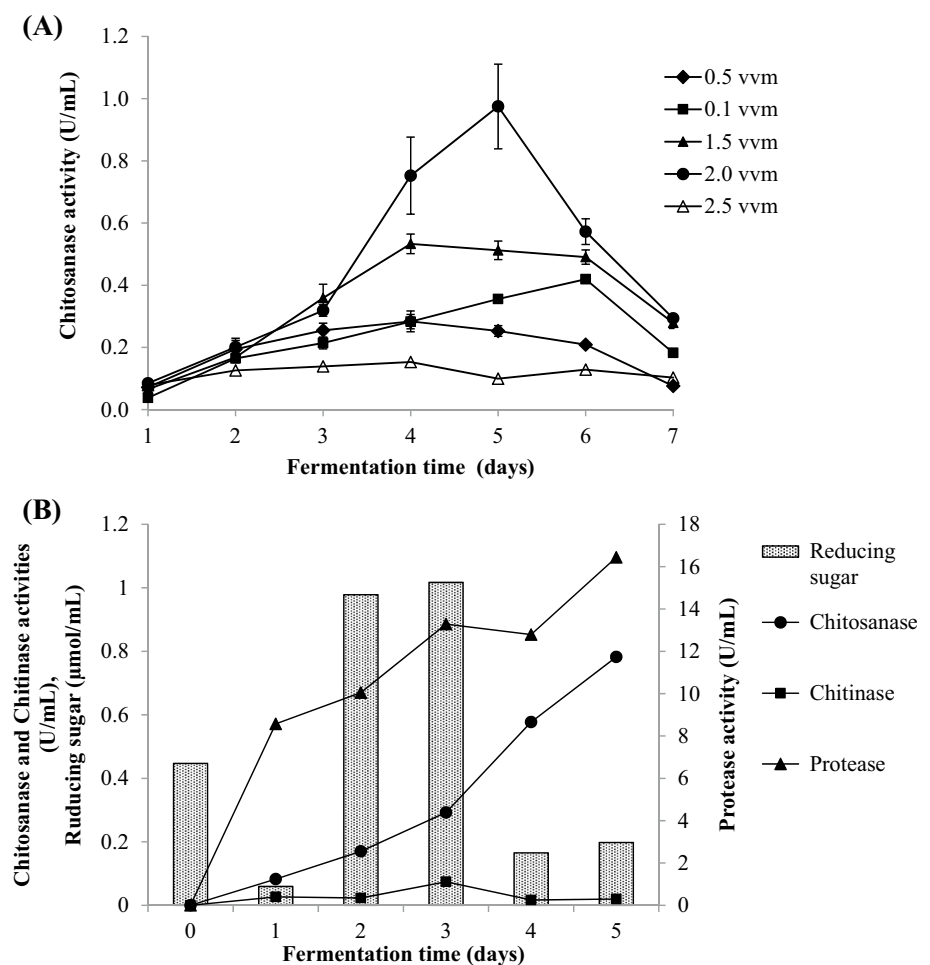 (A)
1.2
1.0
0.8
0.6
0.4
0.2
0.0
Chitosanase activity (U/mL)
1 2 3 4 5 6 7
Fermentation time (days)
0.5 vvm
0.1 vvm
1.5 vvm
2.0 vvm
2.5 vvm
(B)
Chitosanase and Chitinase activities
(U/mL),
Ruducing sugar (μmol/mL)
1.2
1
0.8
0.6
0.4
0.2
0
0 1 2 3 4 5
Fermentation time (days)
18
16
14
12
10
8
6
4
2
0
Protease activity (U/mL)
Reducing
sugar
Chitosanase
Chitinase
Protease